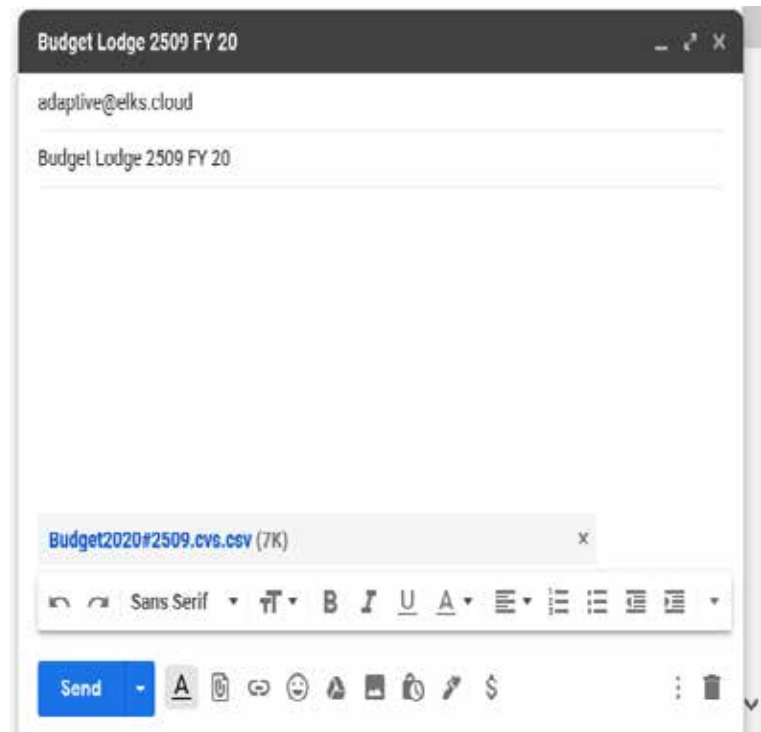 Budget Lodge 2509 FY 20
adaptive@elks.cloud
Budget Lodge 2509 FY 20
Budget2020#2509.cvs.csv (7K)
Sans Serif
Send